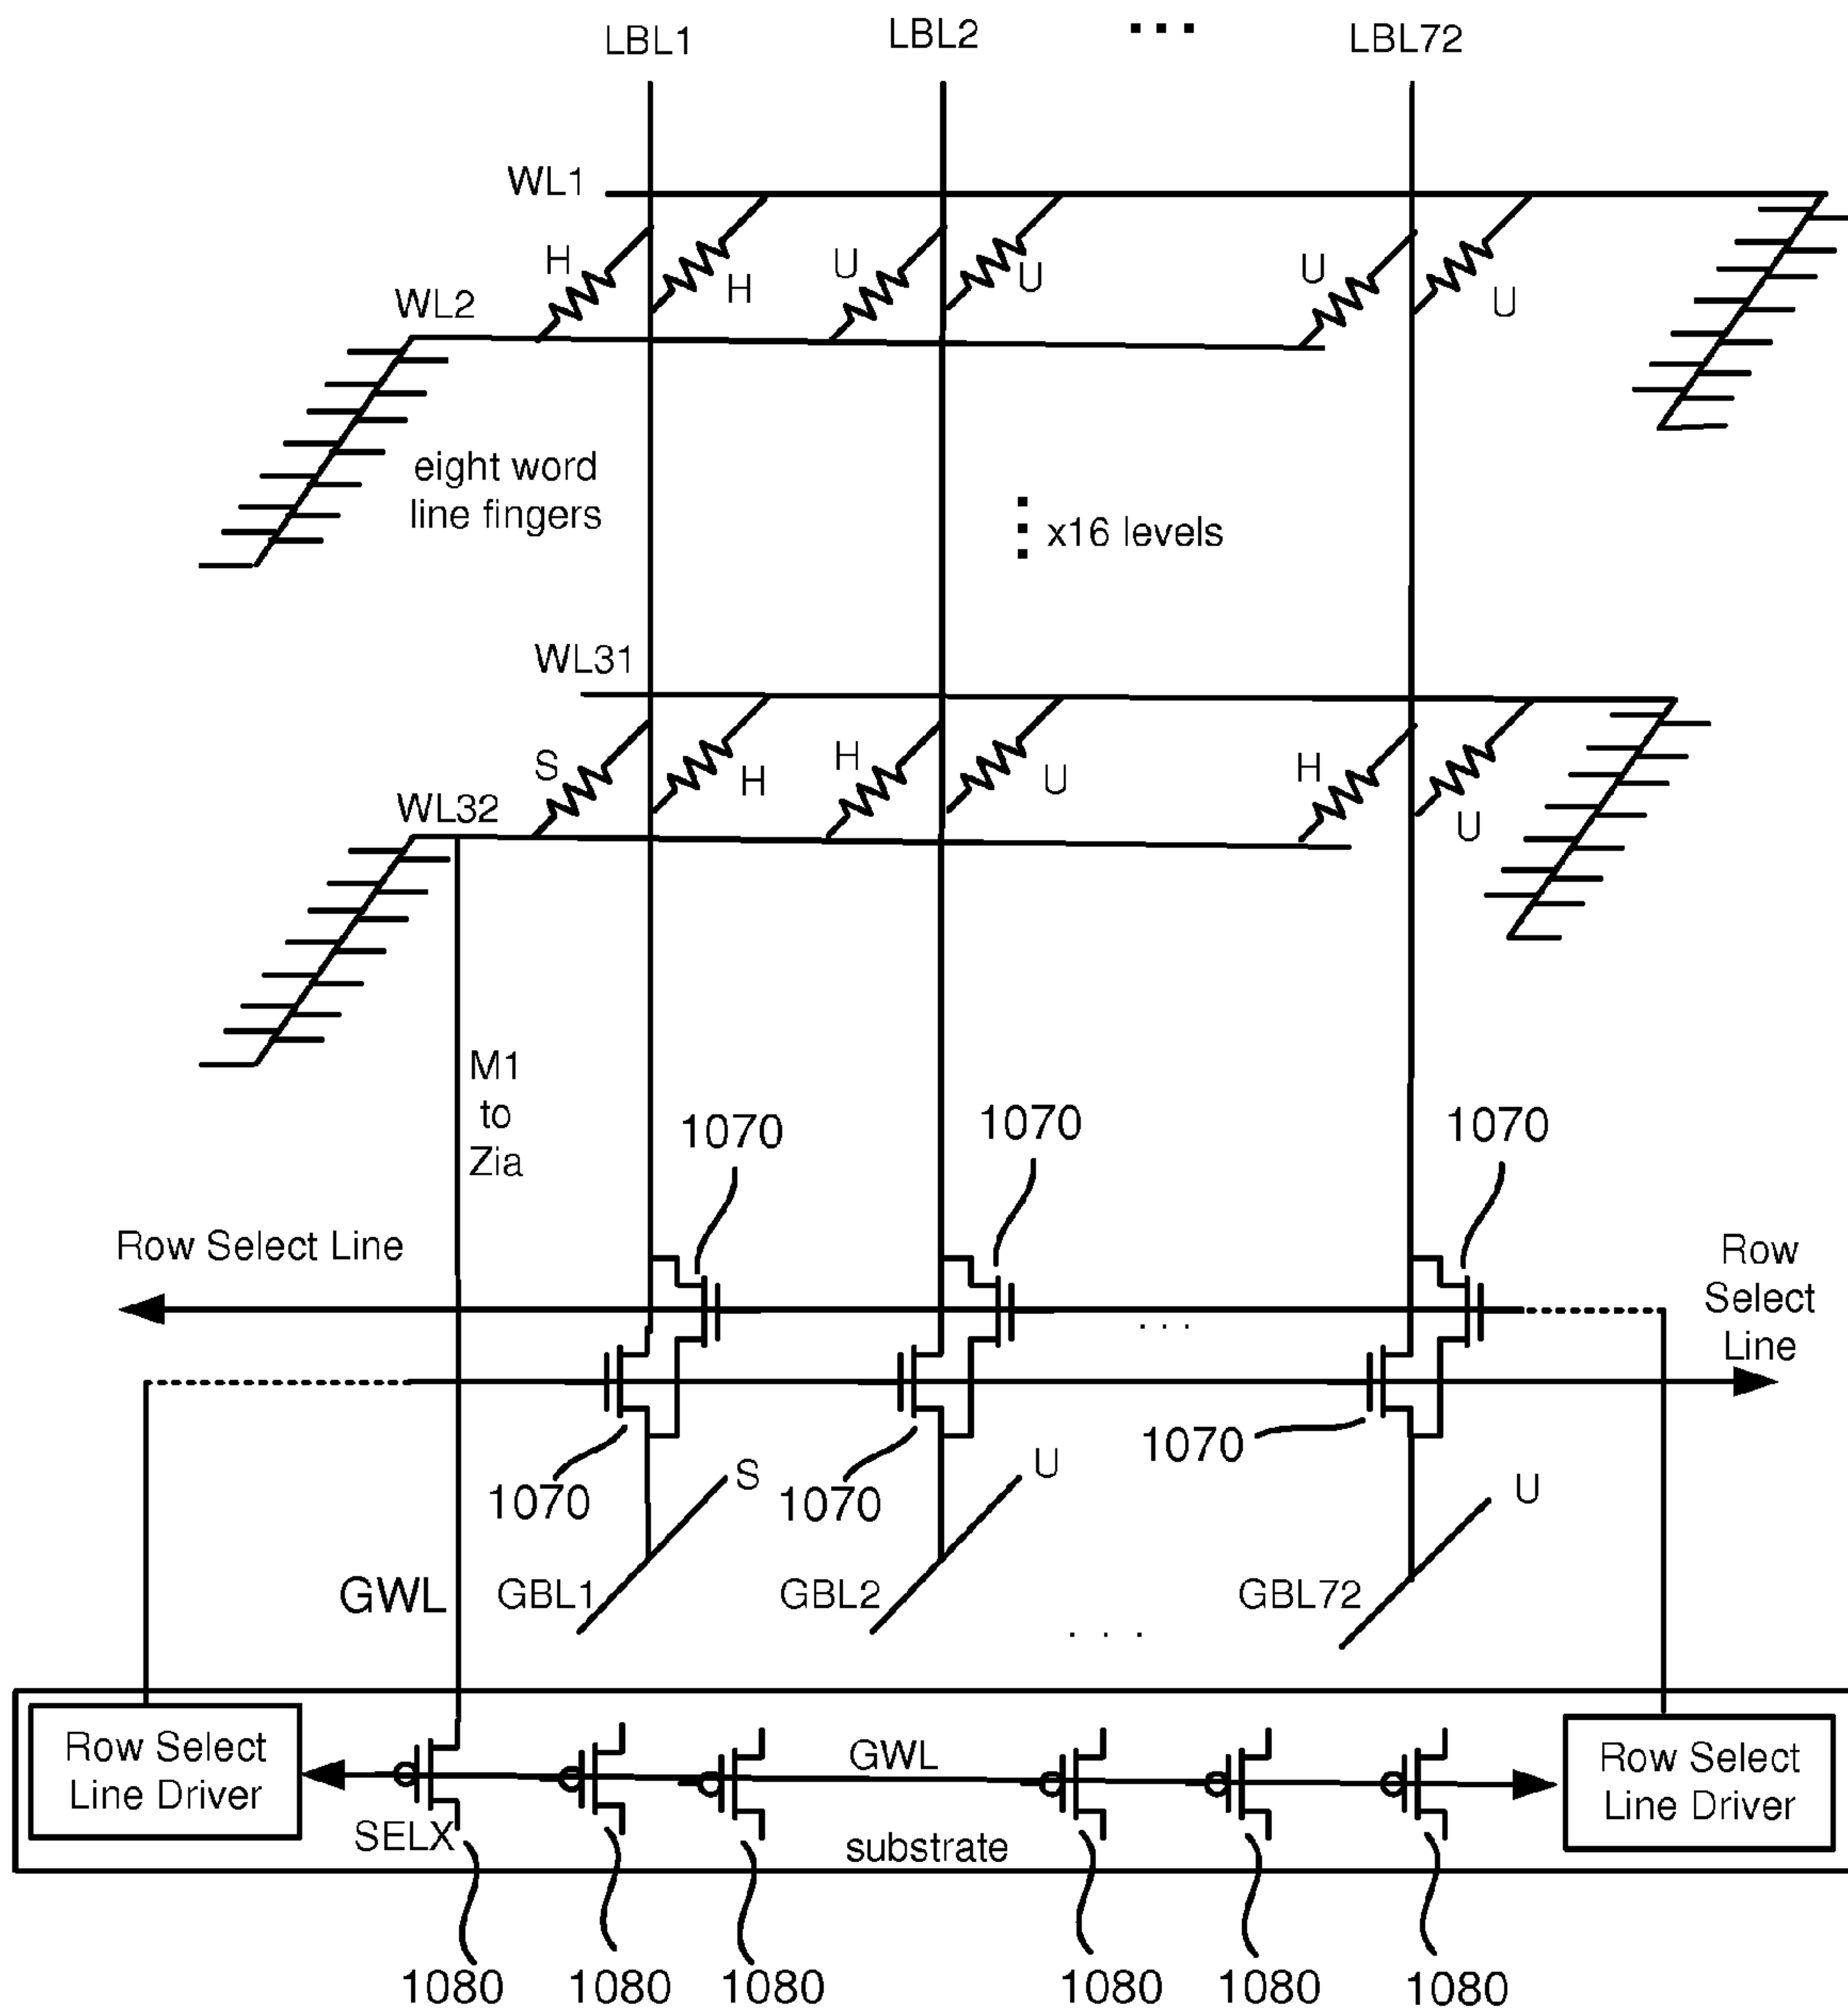 LBL1
LBL2
...
LBL72
WL1
H
H
U
U
U
U
WL2
eight word
line fingers
x16 levels
WL31
S
H
H
U
H
U
WL32
M1
to
Zia
1070
1070
1070
Row Select Line
Row
Select
Line
...
1070
1070
1070
S
U
U
GWL
GBL1
GBL2
GBL72
...
Row Select
Line Driver
GWL
Row Select
Line Driver
SELX
substrate
1080
1080
1080
1080
1080
1080